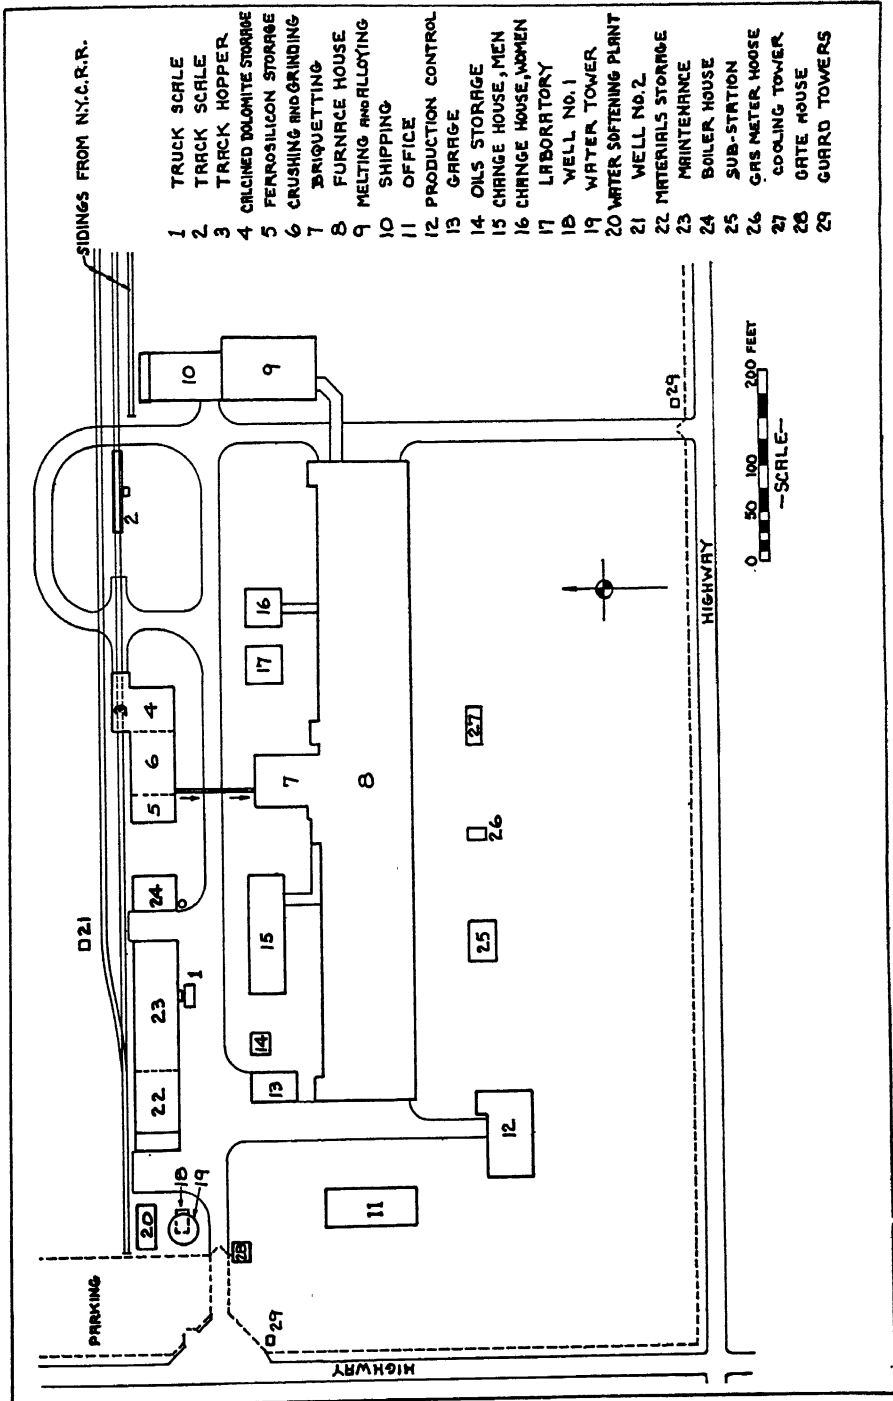 SIDINGS FROM N.Y.C.R.R.
1 TRUCK SCALE
2 TRACK SCALE
3 TRACK HOPPER
4 CALCINED DOLOMITE STORAGE
5 FERROSILICON STORAGE
6 CRUSHING AND GRINDING
7 BRIQUETTING
8 FURNACE HOUSE
9 MELTING AND ALLOYING
10 SHIPPING
11 OFFICE
12 PRODUCTION CONTROL
13 GARAGE
14 OILS STORAGE
15 CHANGE HOUSE, MEN
16 CHANGE HOUSE, WOMEN
17 LABORATORY
18 WELL NO. 1
19 WATER TOWER
20 WATER SOFTENING PLANT
21 WELL NO. 2
22 MATERIALS STORAGE
23 MAINTENANCE
24 BOILER HOUSE
25 SUB-STATION
26 GAS METER HOUSE
27 COOLING TOWER
28 GATE HOUSE
29 GUARD TOWERS
PARKING
21
20
18
19
22
23
1
24
5
6
4
3
2
10
9
28
29
13
14
15
7
17
16
8
11
12
25
26
27
29
HIGHWAY
HIGHWAY
0 50 100 200 FEET
-SCALE-